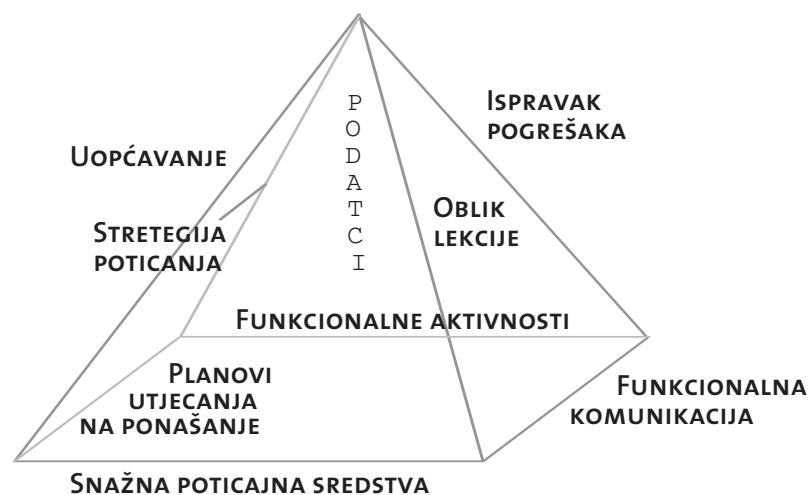 P
O
D
A
T
C
I
ISPRAVAK
POGREŠAKA
UOPĆAVANJE
STRETEGIJA
POTICANJA
OBLIK
LEKCIJE
FUNKCIONALNE AKTIVNOSTI
PLANOVI
UTJECANJA
NA PONAŠANJE
FUNKCIONALNA
KOMUNIKACIJA
SNAŽNA POTICAJNA SREDSTVA